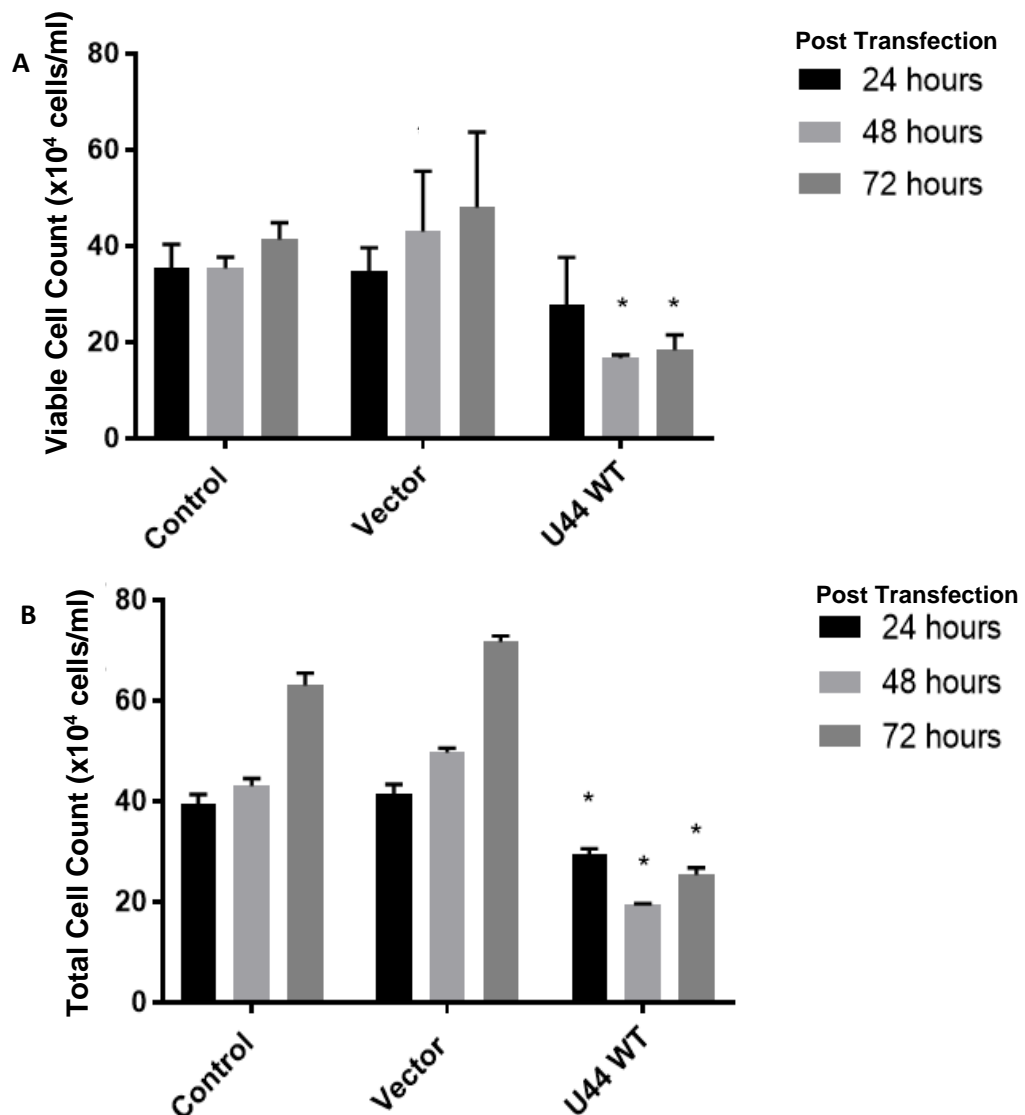 A
Viable Cell Count (x10⁴ cells/ml)
80
60
40
20
0
Control
Vector
U44 WT
* *
Post Transfection
24 hours
48 hours
72 hours
B
Total Cell Count (x10⁴ cells/ml)
80
60
40
20
0
Control
Vector
U44 WT
* * *
Post Transfection
24 hours
48 hours
72 hours